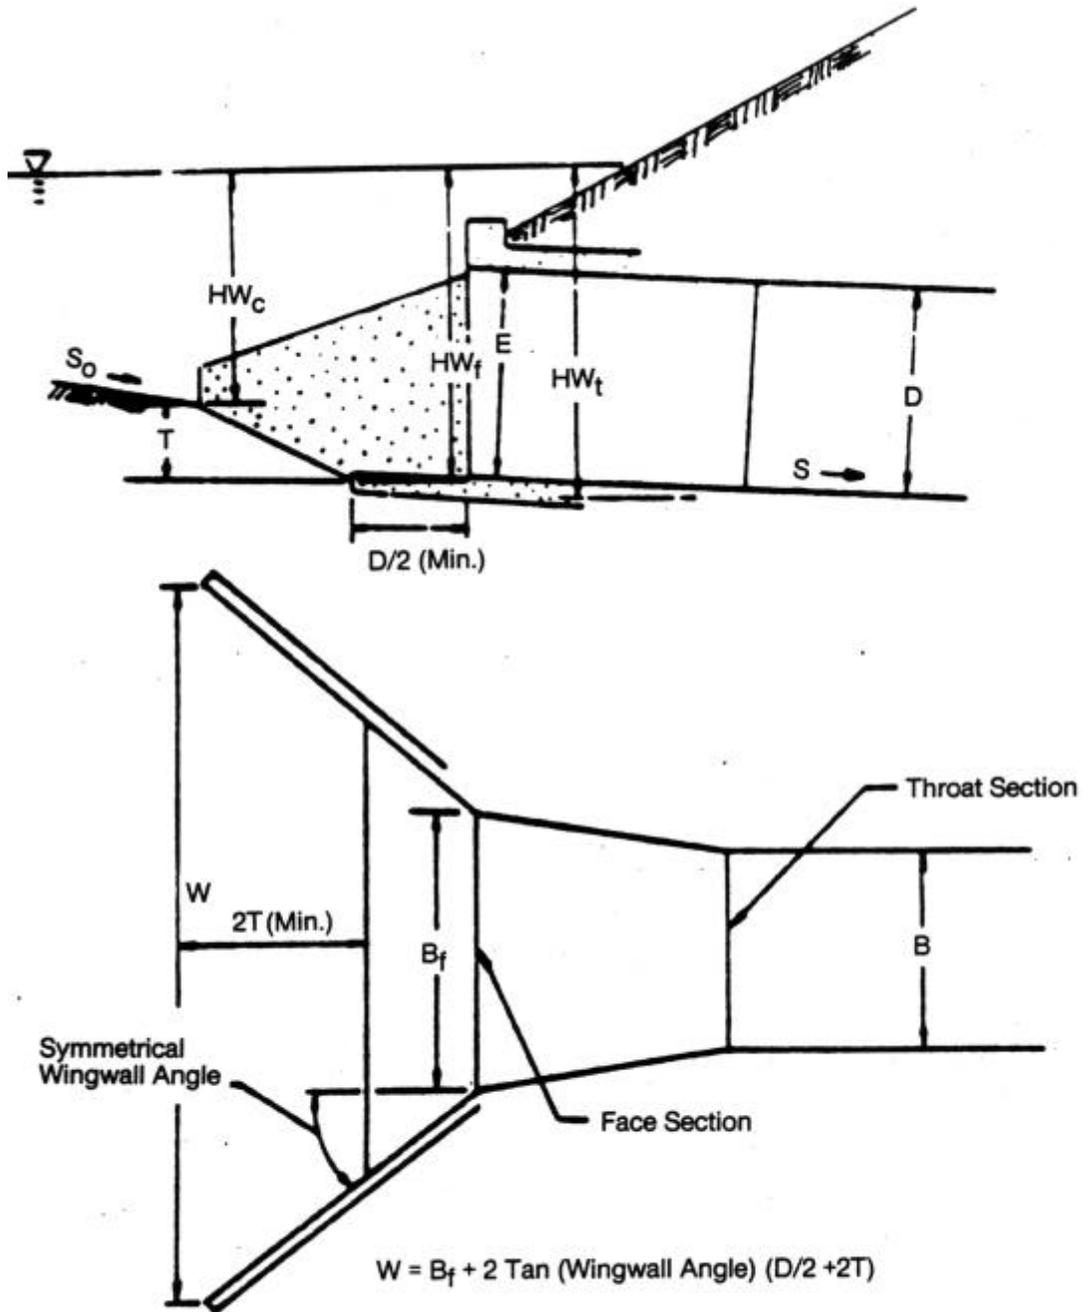 HWc
So
T
HWf
E
HWt
D
S
D/2 (Min.)
W
2T (Min.)
Bf
Throat Section
B
Symmetrical
Wingwall Angle
Face Section
W = Bf + 2 Tan (Wingwall Angle) (D/2 +2T)